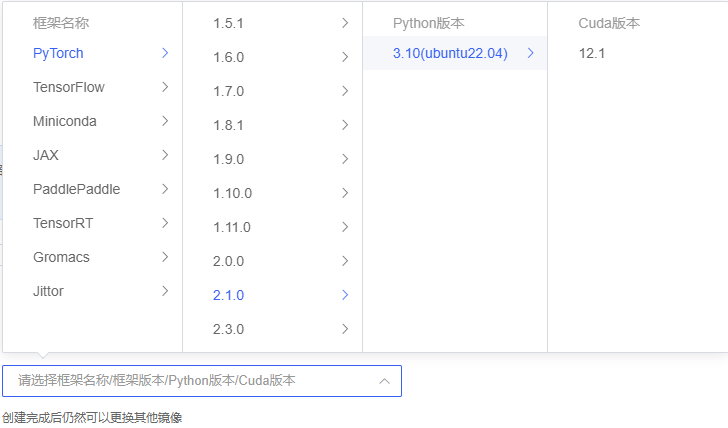 框架名称
PyTorch
TensorFlow
Miniconda
JAX
PaddlePaddle
TensorRT
Gromacs
Jittor
1.5.1
1.6.0
1.7.0
1.8.1
1.9.0
1.10.0
1.11.0
2.0.0
2.1.0
2.3.0
Python版本
3.10(ubuntu22.04)
Cuda版本
12.1
请选择框架名称/框架版本/Python版本/Cuda版本
创建完成后仍然可以更换其他镜像